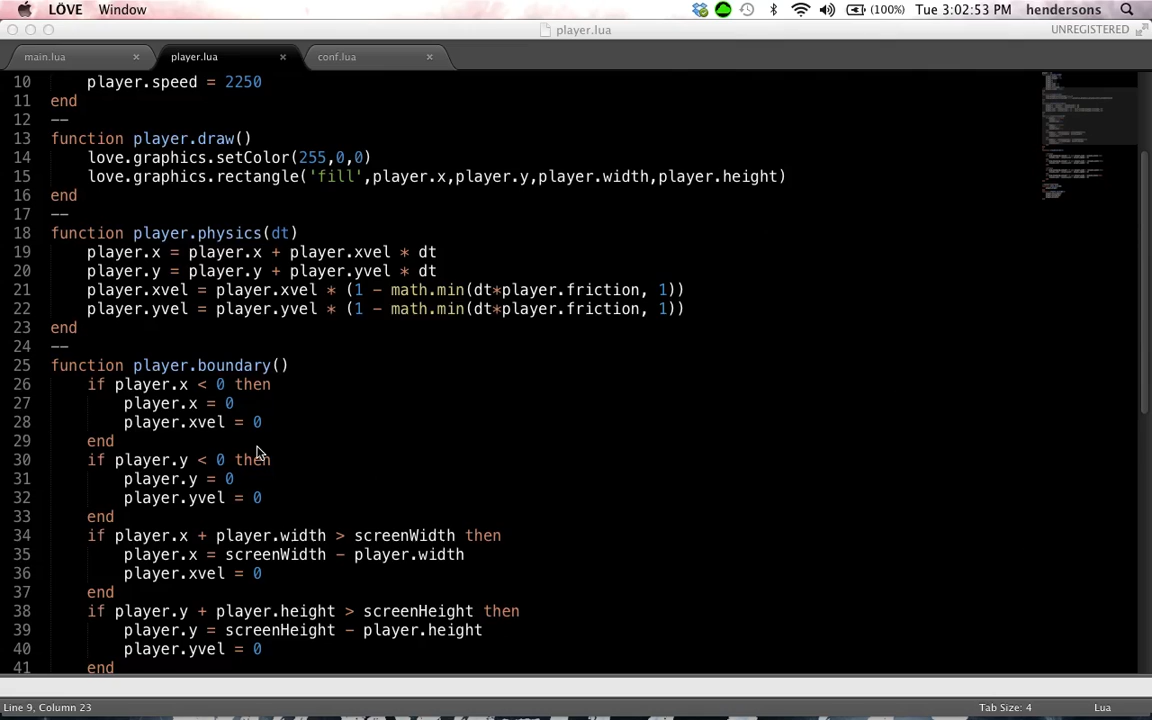 LÖVE Window (100%) Tue 3:02:53 PM hendersons
player.lua UNREGISTERED
main.lua × player.lua × conf.lua ×
10 player.speed = 2250
11 end
12 --
13 function player.draw()
14 love.graphics.setColor(255,0,0)
15 love.graphics.rectangle('fill',player.x,player.y,player.width,player.height)
16 end
17 --
18 function player.physics(dt)
19 player.x = player.x + player.xvel * dt
20 player.y = player.y + player.yvel * dt
21 player.xvel = player.xvel * (1 - math.min(dt*player.friction, 1))
22 player.yvel = player.yvel * (1 - math.min(dt*player.friction, 1))
23 end
24 --
25 function player.boundary()
26 if player.x < 0 then
27 player.x = 0
28 player.xvel = 0
29 end
30 if player.y < 0 then
31 player.y = 0
32 player.yvel = 0
33 end
34 if player.x + player.width > screenWidth then
35 player.x = screenWidth - player.width
36 player.xvel = 0
37 end
38 if player.y + player.height > screenHeight then
39 player.y = screenHeight - player.height
40 player.yvel = 0
41 end
Line 9, Column 23 Tab Size: 4 Lua